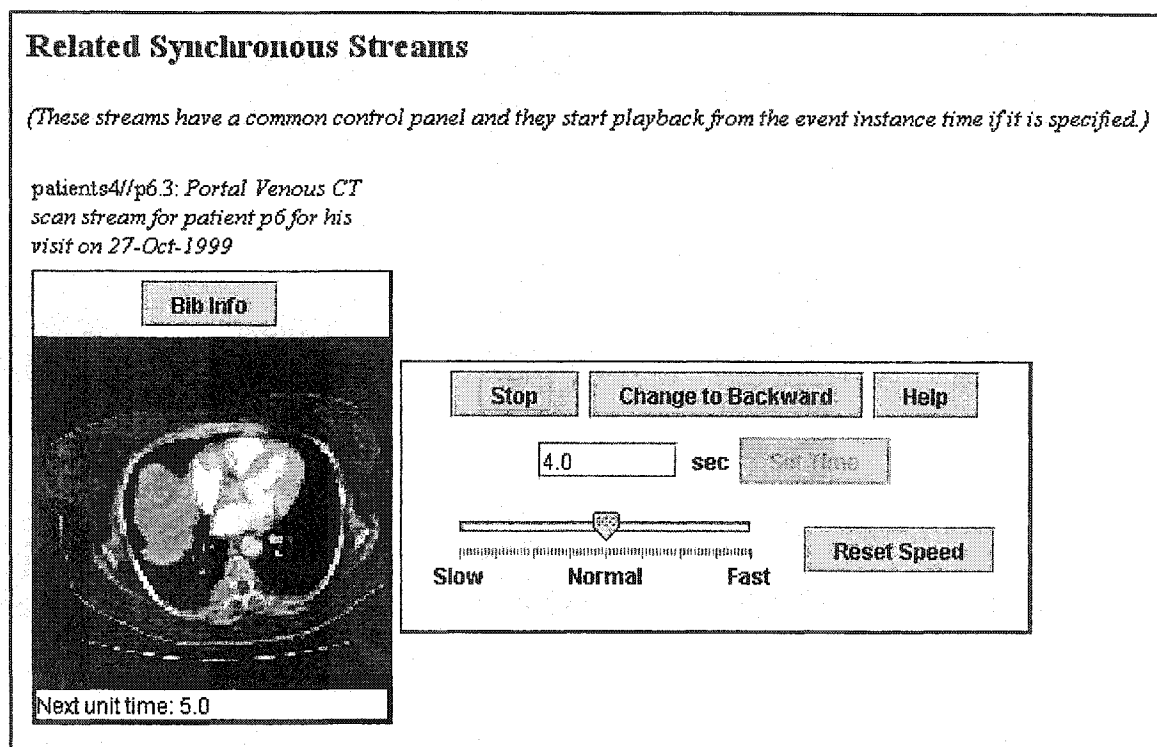 Related Synchronous Streams
(These streams have a common control panel and they start playback from the event instance time if it is specified.)
patients4//p6.3: Portal Venous CT
scan stream for patient p6 for his
visit on 27-Oct-1999
Bib Info
Stop Change to Backward Help
4.0 sec Set Time
Reset Speed
Slow Normal Fast
Next unit time: 5.0